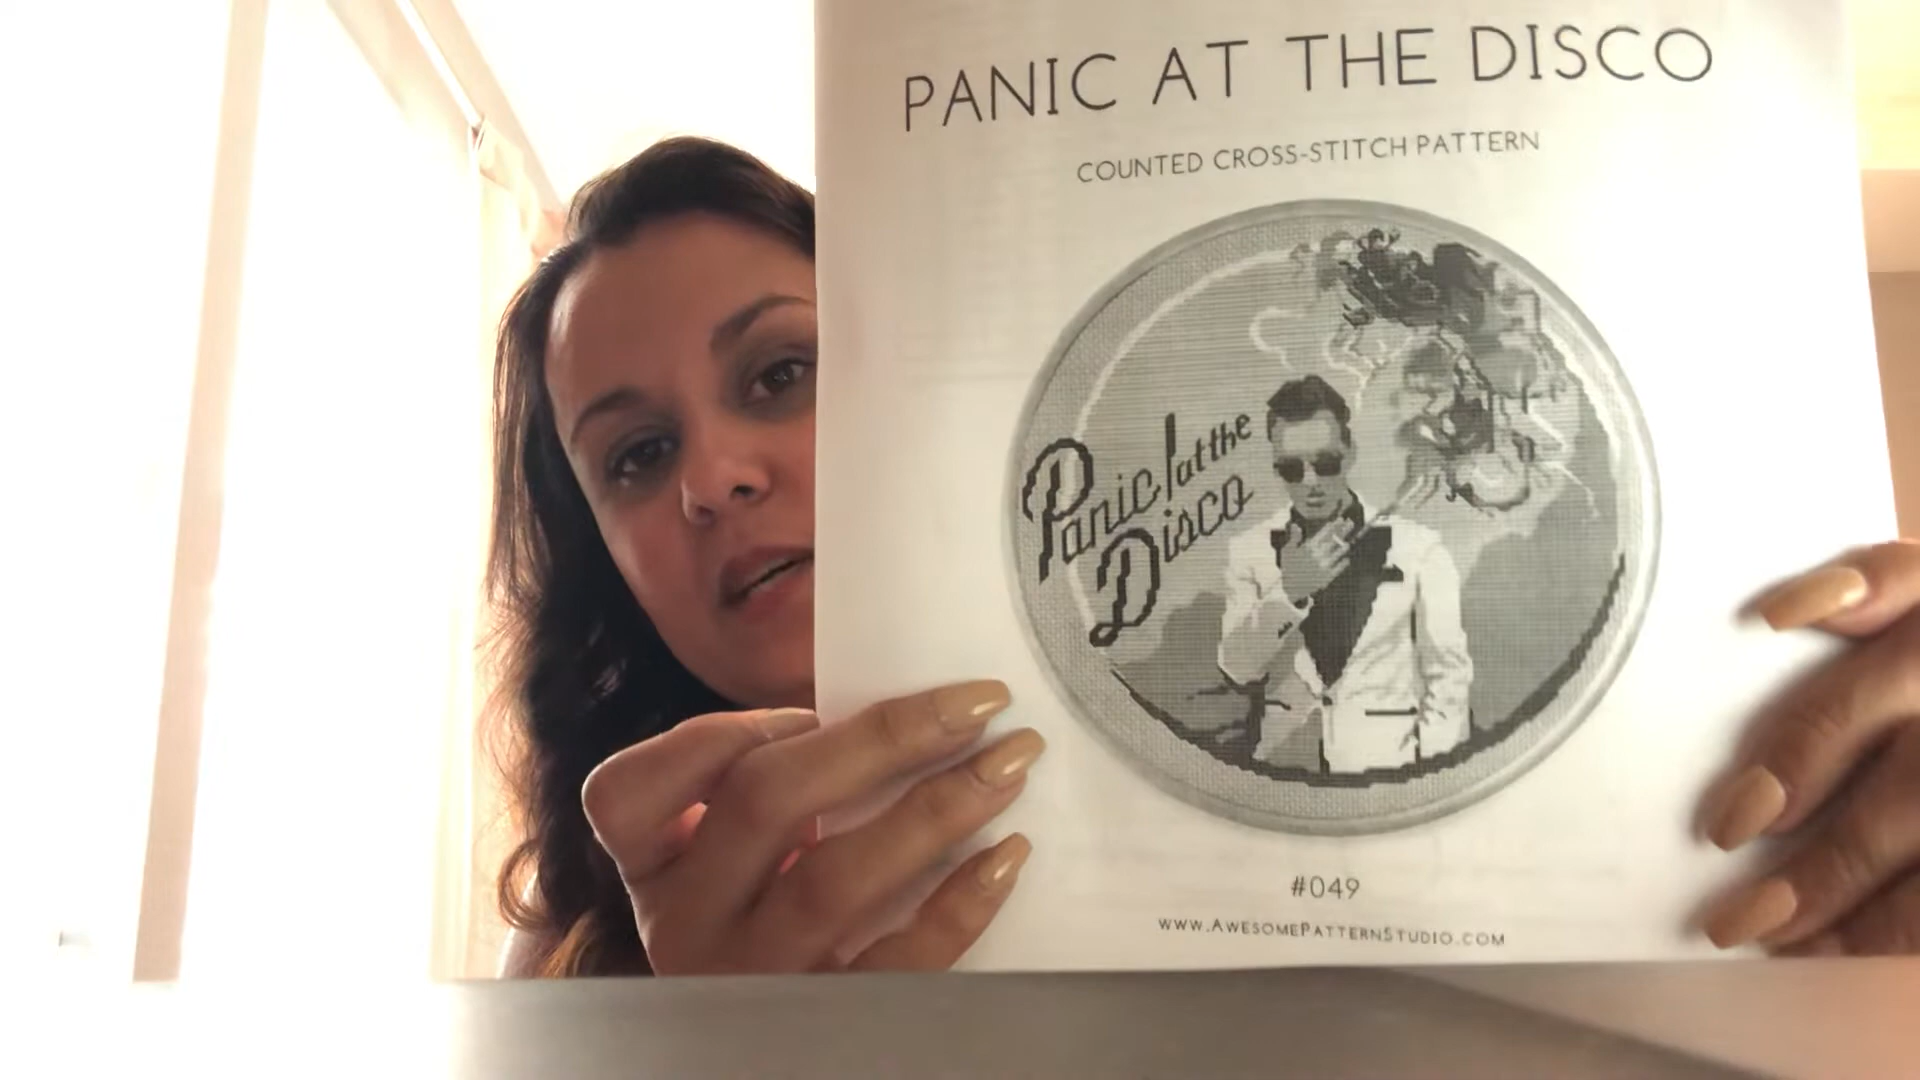 PANIC AT THE DISCO
COUNTED CROSS-STITCH PATTERN
Panic! at the
Disco
#049
WWW.AWESOMEPATTERNSTUDIO.COM